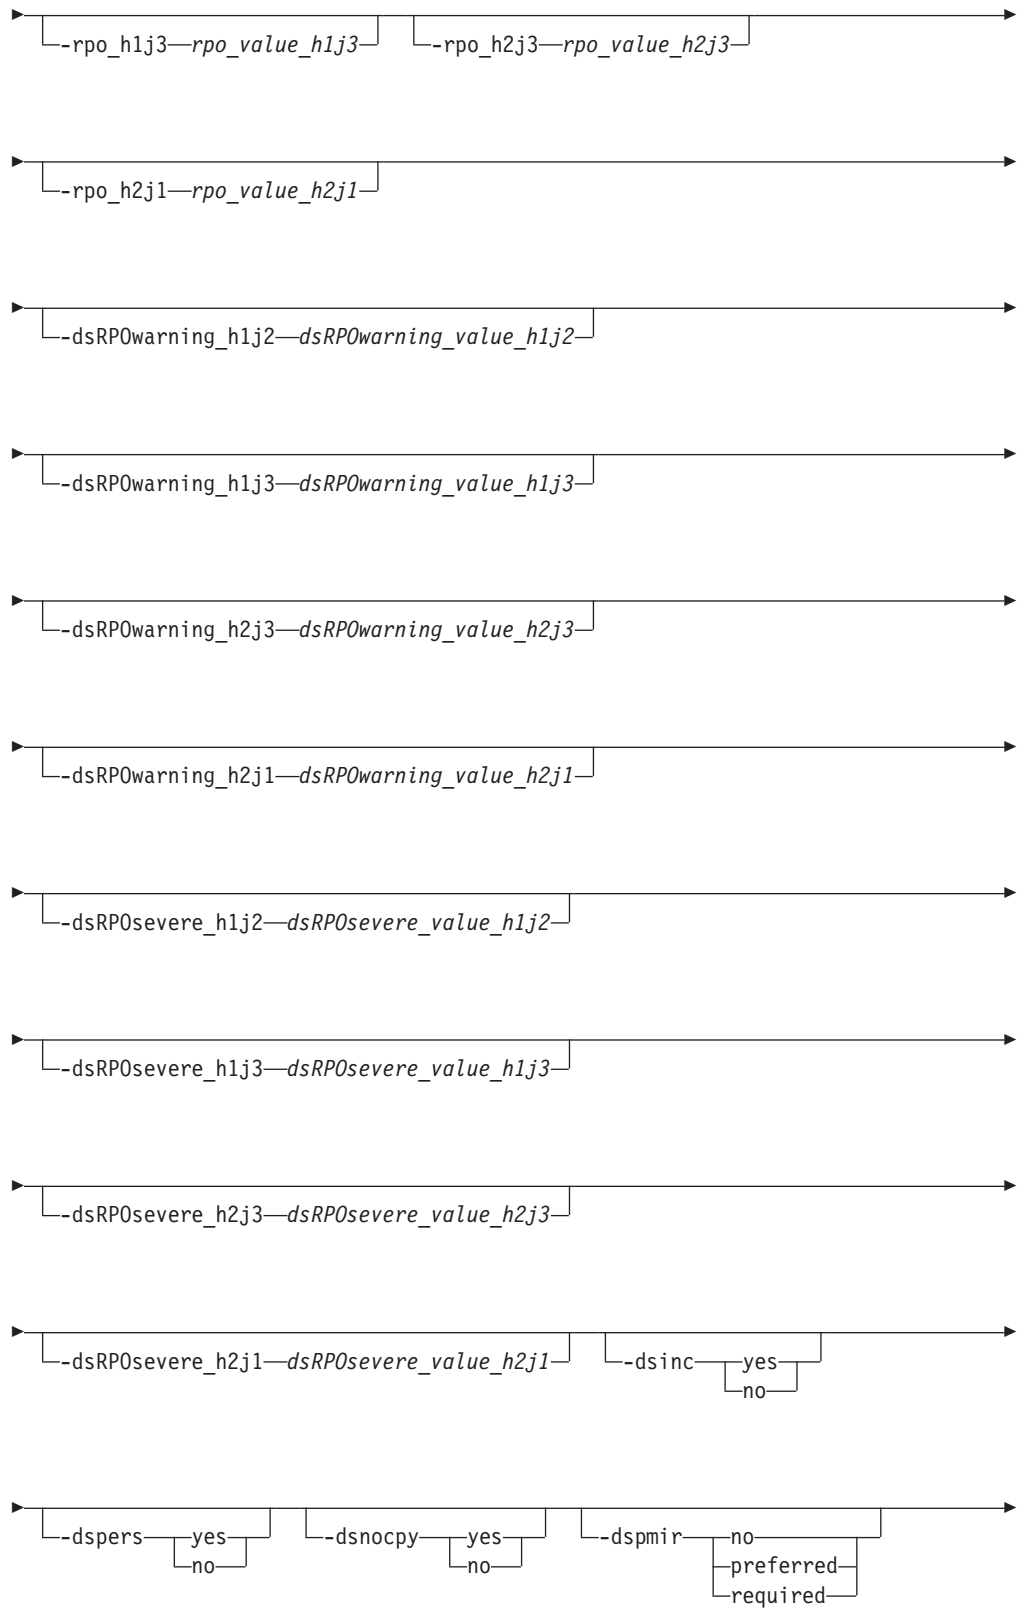 -rpo_h1j3 rpo_value_h1j3 -rpo_h2j3 rpo_value_h2j3
-rpo_h2j1 rpo_value_h2j1
-dsRPOwarning_h1j2 dsRPOwarning_value_h1j2
-dsRPOwarning_h1j3 dsRPOwarning_value_h1j3
-dsRPOwarning_h2j3 dsRPOwarning_value_h2j3
-dsRPOwarning_h2j1 dsRPOwarning_value_h2j1
-dsRPOsevere_h1j2 dsRPOsevere_value_h1j2
-dsRPOsevere_h1j3 dsRPOsevere_value_h1j3
-dsRPOsevere_h2j3 dsRPOsevere_value_h2j3
-dsRPOsevere_h2j1 dsRPOsevere_value_h2j1 -dsinc yes
no
-dspers yes -dsnocpy yes -dspmir no
no no preferred
required